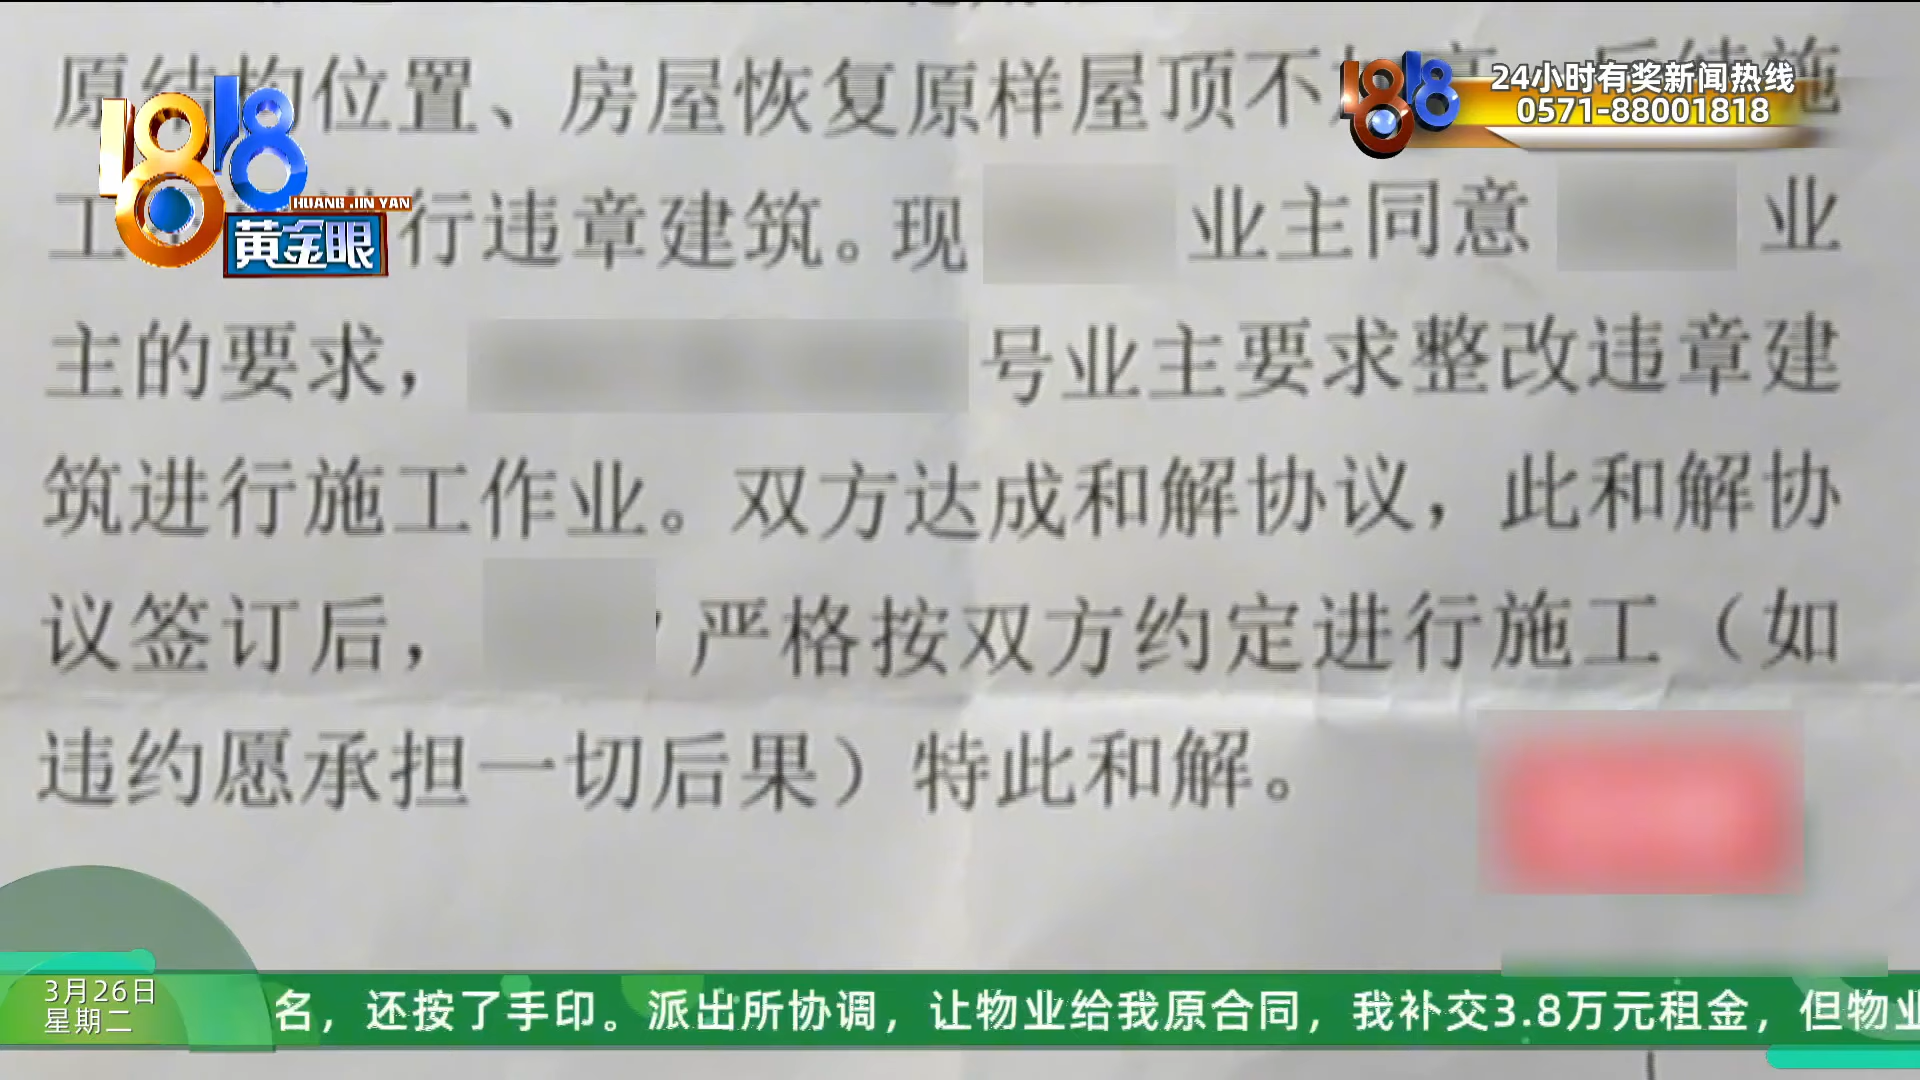 原结构位置、房屋恢复原样屋顶不 后续施
工 进行违章建筑。现 业主同意 业
主的要求， 号业主要求整改违章建
筑进行施工作业。双方达成和解协议，此和解协
议签订后， 严格按双方约定进行施工（如
违约愿承担一切后果）特此和解。
1818
HUANG JIN YAN
黄金眼
1818
24小时有奖新闻热线
0571-88001818
3月26日
星期二
名，还按了手印。派出所协调，让物业给我原合同，我补交3.8万元租金，但物业